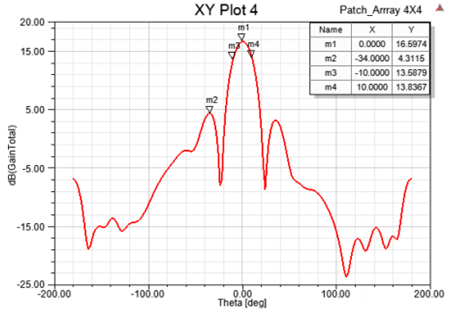 XY Plot 4
Patch_Arrray 4X4
Name X Y
m1 0.0000 16.5974
m2 -34.0000 4.3115
m3 -10.0000 13.5879
m4 10.0000 13.8367
m1
m3
m4
m2
20.00
15.00
5.00
-5.00
-15.00
-25.00
dB(GainTotal)
-200.00 -100.00 0.00 100.00 200.00
Theta [deg]